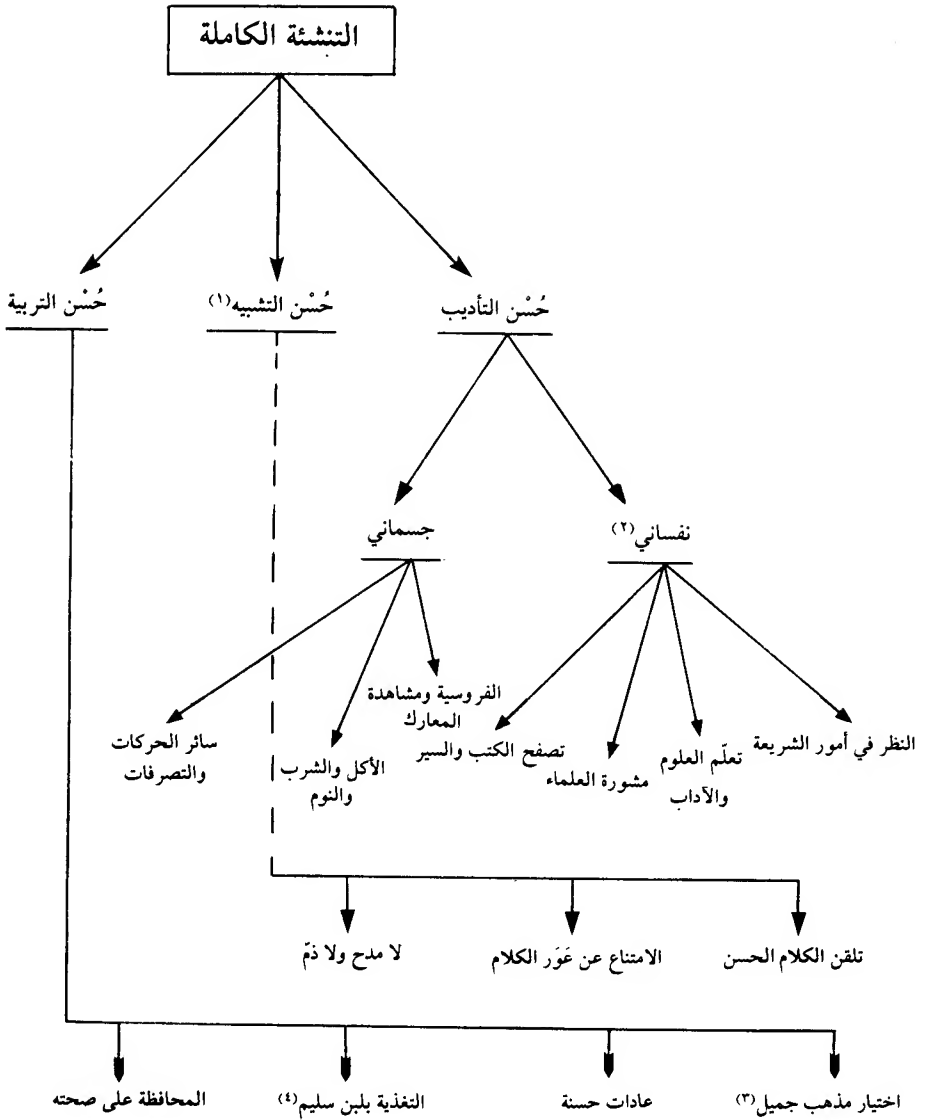 التنشئة الكاملة
حُسْن التأديب
حُسْن التشبيه(١)
حُسْن التربية
نفساني(٢)
جسماني
النظر في أمور الشريعة
تعلّم العلوم
والآداب
مشورة العلماء
تصفح الكتب والسير
الفروسية ومشاهدة
المعارك
الأكل والشرب
والنوم
سائر الحركات
والتصرفات
تلقن الكلام الحسن
الامتناع عن عَوَر الكلام
لا مدح ولا ذمّ
اختيار مذهب جميل(٣)
عادات حسنة
التغذية بلبن سليم(٤)
المحافظة على صحته